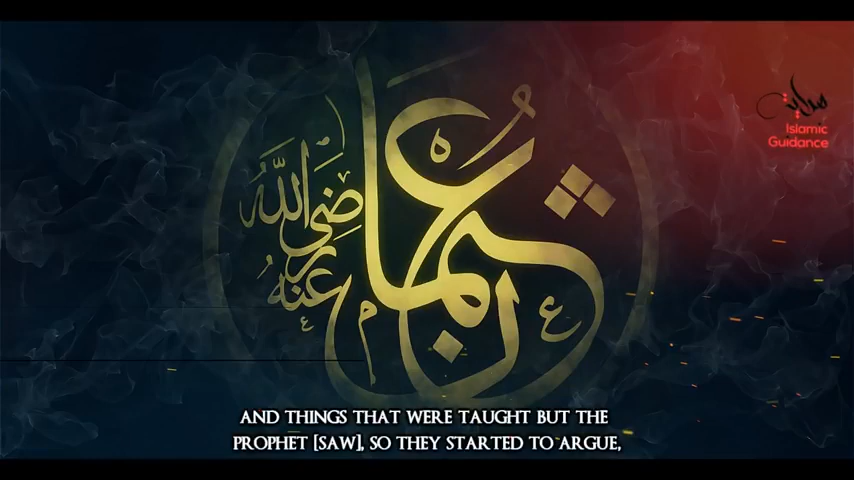 عثمان
رضي الله عنه
هداية
Islamic
Guidance
AND THINGS THAT WERE TAUGHT BUT THE
PROPHET [SAW], SO THEY STARTED TO ARGUE,